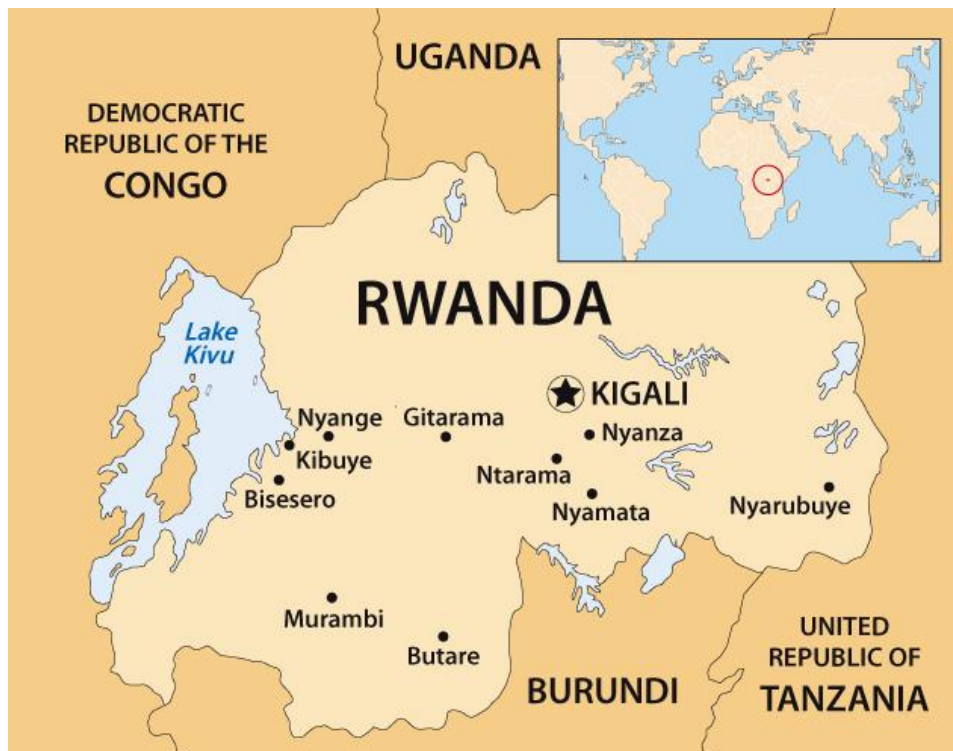 UGANDA
DEMOCRATIC
REPUBLIC OF THE
CONGO
RWANDA
Lake
Kivu
KIGALI
Nyange
Gitarama
Nyanza
Kibuye
Ntarama
Bisesero
Nyamata
Nyarubuye
Murambi
Butare
BURUNDI
UNITED
REPUBLIC OF
TANZANIA